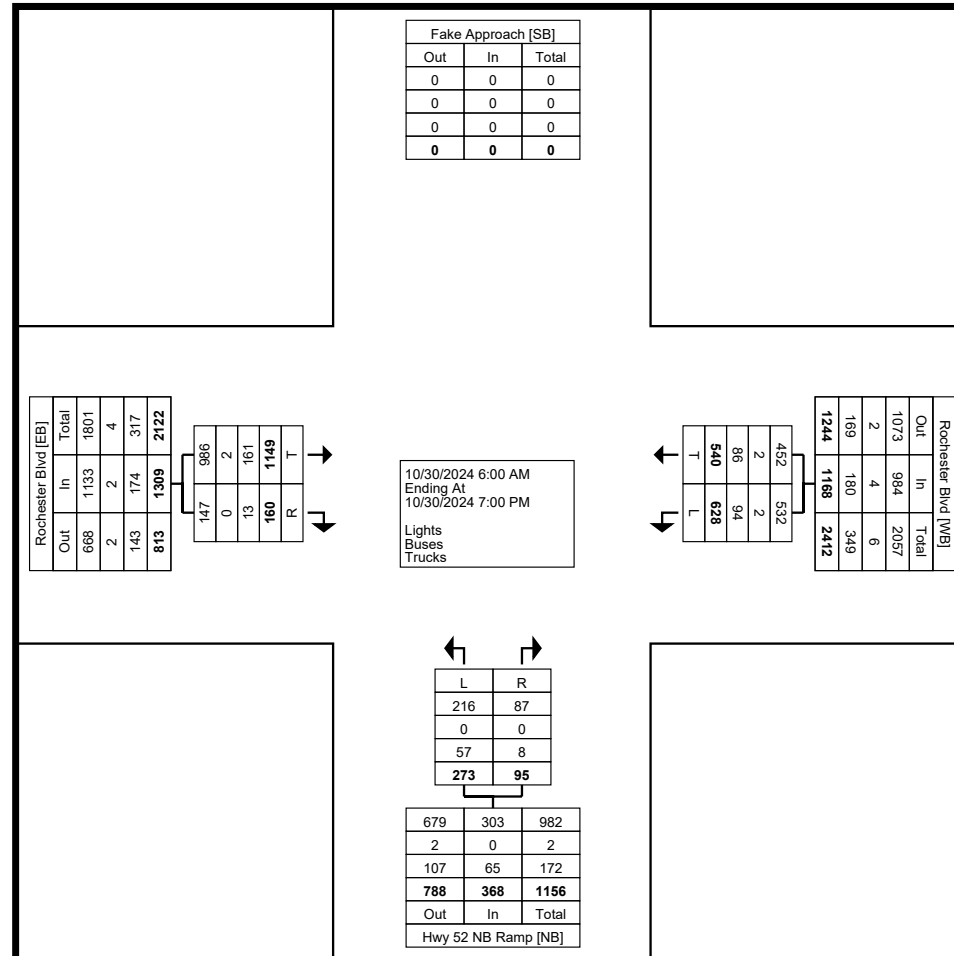 Fake Approach [SB]
Out In Total
0 0 0
0 0 0
0 0 0
0 0 0
Rochester Blvd [EB]
Total In Out
1801 1133 668
4 2 2
317 174 143
2122 1309 813
986 147
2 0
161 13
1149 160
T R
10/30/2024 6:00 AM
Ending At
10/30/2024 7:00 PM
Lights
Buses
Trucks
452 532
2 2
86 94
540 628
T L
Rochester Blvd [WB]
Out In Total
1073 984 2057
2 4 6
169 180 349
1244 1168 2412
L R
216 87
0 0
57 8
273 95
679 303 982
2 0 2
107 65 172
788 368 1156
Out In Total
Hwy 52 NB Ramp [NB]